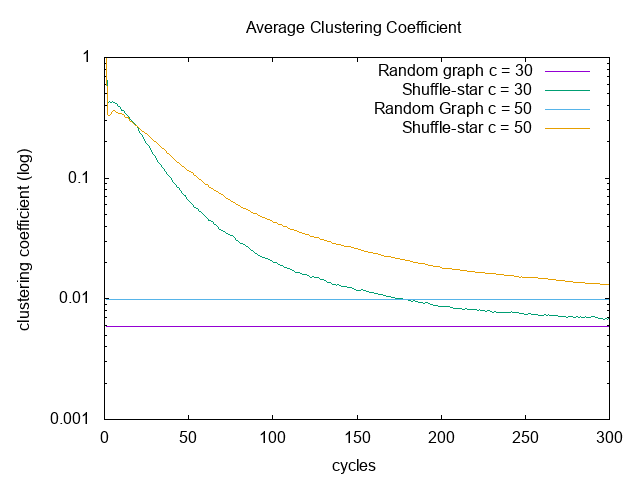 Average Clustering Coefficient
1
Random graph c = 30
Shuffle-star c = 30
Random Graph c = 50
Shuffle-star c = 50
0.1
clustering coefficient (log)
0.01
0.001
0 50 100 150 200 250 300
cycles